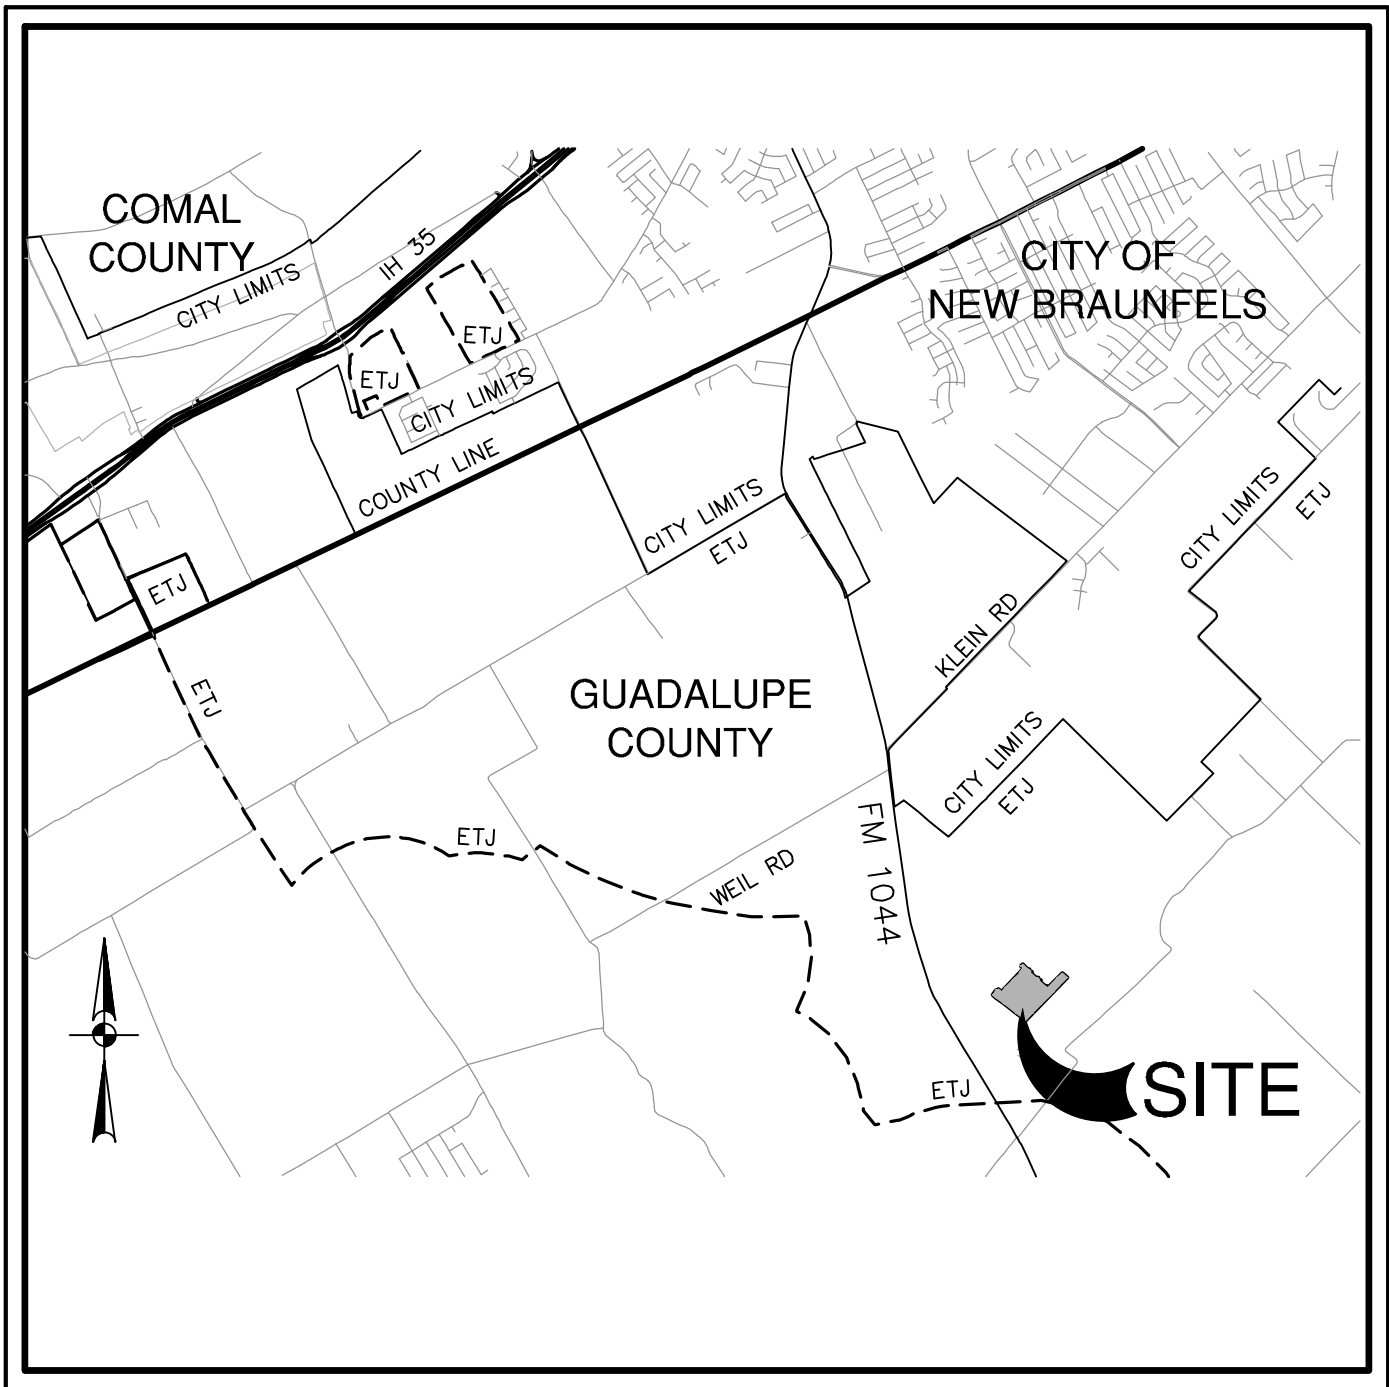 COMAL
COUNTY
CITY LIMITS
IH 35
CITY OF
NEW BRAUNFELS
ETJ
ETJ
CITY LIMITS
COUNTY LINE
CITY LIMITS
ETJ
CITY LIMITS
ETJ
ETJ
KLEIN RD
ETJ
GUADALUPE
COUNTY
CITY LIMITS
ETJ
ETJ
WEIL RD
FM 1044
ETJ
SITE